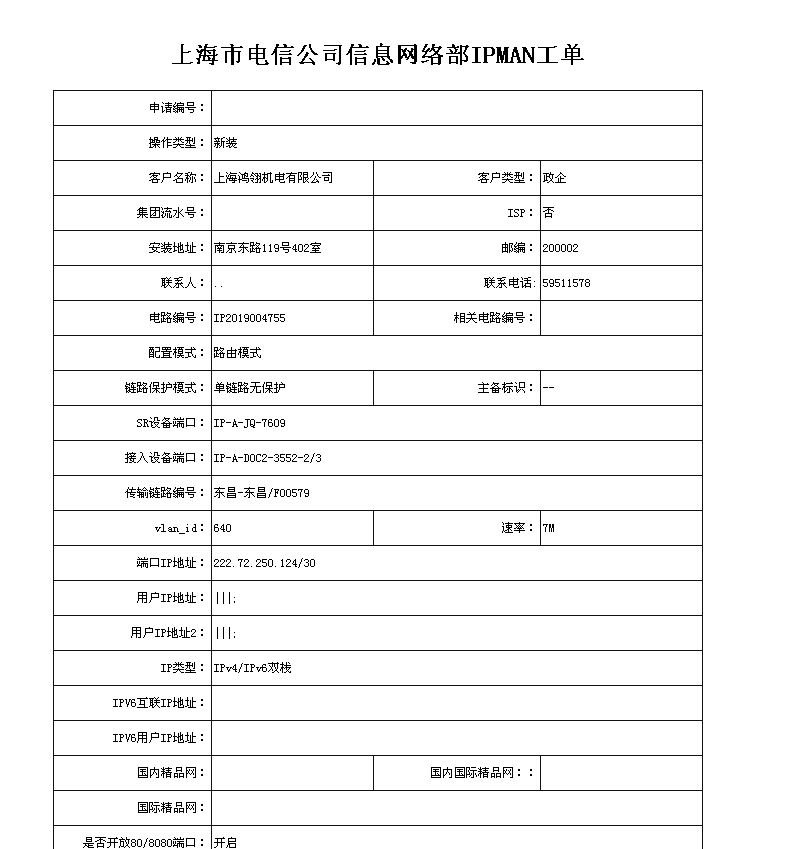 上海市电信公司信息网络部IPMAN工单
申请编号：
操作类型： 新装
客户名称： 上海鸿翎机电有限公司 客户类型： 政企
集团流水号： ISP： 否
安装地址： 南京东路119号402室 邮编： 200002
联系人： .. 联系电话: 59511578
电路编号： IP2019004755 相关电路编号：
配置模式： 路由模式
链路保护模式： 单链路无保护 主备标识： --
SR设备端口： IP-A-JQ-7609
接入设备端口： IP-A-DOC2-3552-2/3
传输链路编号： 东昌-东昌/F00579
vlan_id： 640 速率： 7M
端口IP地址： 222.72.250.124/30
用户IP地址： |||;
用户IP地址2： |||;
IP类型： IPv4/IPv6双栈
IPV6互联IP地址：
IPV6用户IP地址：
国内精品网： 国内国际精品网：：
国际精品网：
是否开放80/8080端口： 开启